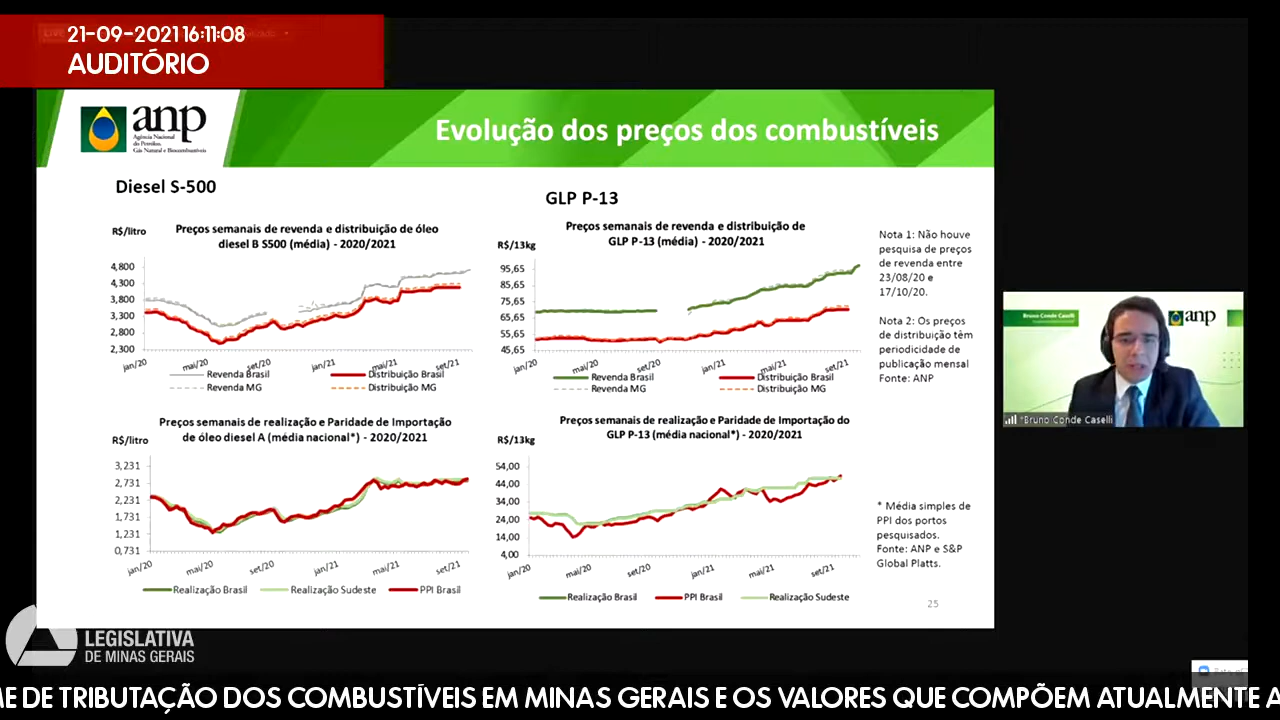 21-09-2021 16:11:08
AUDITÓRIO
anp
Agência Nacional
do Petróleo,
Gás Natural e Biocombustíveis
Evolução dos preços dos combustíveis
Diesel S-500
R$/litro
Preços semanais de revenda e distribuição de óleo
diesel B S500 (média) - 2020/2021
4,800
4,300
3,800
3,300
2,800
2,300
jan/20 mai/20 set/20 jan/21 mai/21 set/21
Revenda Brasil Distribuição Brasil
Revenda MG Distribuição MG
GLP P-13
R$/13kg
Preços semanais de revenda e distribuição de
GLP P-13 (média) - 2020/2021
95,65
85,65
75,65
65,65
55,65
45,65
jan/20 mai/20 set/20 jan/21 mai/21 set/21
Revenda Brasil Distribuição Brasil
Revenda MG Distribuição MG
Nota 1: Não houve
pesquisa de preços
de revenda entre
23/08/20 e
17/10/20.
Nota 2: Os preços
de distribuição têm
periodicidade de
publicação mensal
Fonte: ANP
R$/litro
Preços semanais de realização e Paridade de Importação
de óleo diesel A (média nacional*) - 2020/2021
3,231
2,731
2,231
1,731
1,231
0,731
jan/20 mai/20 set/20 jan/21 mai/21 set/21
Realização Brasil Realização Sudeste PPI Brasil
R$/13kg
Preços semanais de realização e Paridade de Importação do
GLP P-13 (média nacional*) - 2020/2021
54,00
44,00
34,00
24,00
14,00
4,00
jan/20 mai/20 set/20 jan/21 mai/21 set/21
Realização Brasil PPI Brasil Realização Sudeste
* Média simples de
PPI dos portos
pesquisados.
Fonte: ANP e S&P
Global Platts.
25
Bruno Conde Caselli
anp
*Bruno Conde Caselli
LEGISLATIVA
DE MINAS GERAIS
ME DE TRIBUTAÇÃO DOS COMBUSTÍVEIS EM MINAS GERAIS E OS VALORES QUE COMPÕEM ATUALMENTE A